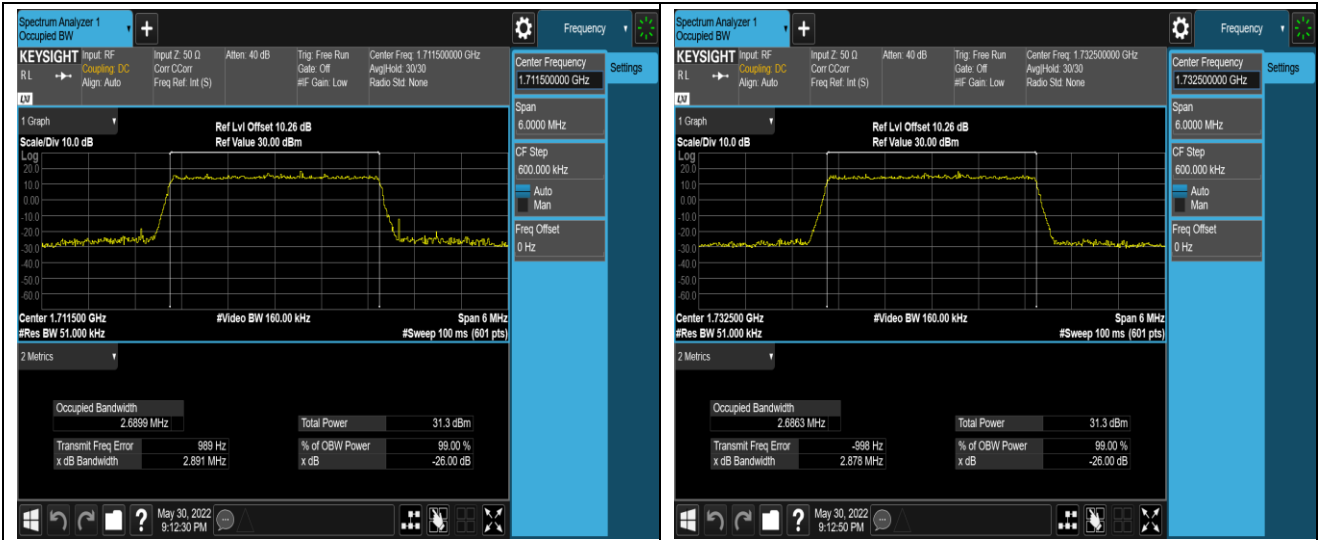 Spectrum Analyzer 1
Occupied BW
Frequency
KEYSIGHT
Input: RF
Coupling: DC
Align: Auto
Input Z: 50 Ω
Corr CCorr
Freq Ref: Int (S)
Atten: 40 dB
Trig: Free Run
Gate: Off
#IF Gain: Low
Center Freq: 1.711500000 GHz
Avg|Hold: 30/30
Radio Std: None
RL
LXI
Center Frequency
1.711500000 GHz
Settings
Span
6.0000 MHz
CF Step
600.000 kHz
Auto
Man
Freq Offset
0 Hz
1 Graph
Scale/Div 10.0 dB
Ref Lvl Offset 10.26 dB
Ref Value 30.00 dBm
Log
20.0
10.0
0.00
-10.0
-20.0
-30.0
-40.0
-50.0
-60.0
Center 1.711500 GHz
#Res BW 51.000 kHz
#Video BW 160.00 kHz
Span 6 MHz
#Sweep 100 ms (601 pts)
2 Metrics
Occupied Bandwidth
2.6899 MHz
Total Power 31.3 dBm
Transmit Freq Error 989 Hz
% of OBW Power 99.00 %
x dB Bandwidth 2.891 MHz
x dB -26.00 dB
May 30, 2022
9:12:30 PM
Spectrum Analyzer 1
Occupied BW
Frequency
KEYSIGHT
Input: RF
Coupling: DC
Align: Auto
Input Z: 50 Ω
Corr CCorr
Freq Ref: Int (S)
Atten: 40 dB
Trig: Free Run
Gate: Off
#IF Gain: Low
Center Freq: 1.732500000 GHz
Avg|Hold: 30/30
Radio Std: None
RL
LXI
Center Frequency
1.732500000 GHz
Settings
Span
6.0000 MHz
CF Step
600.000 kHz
Auto
Man
Freq Offset
0 Hz
1 Graph
Scale/Div 10.0 dB
Ref Lvl Offset 10.26 dB
Ref Value 30.00 dBm
Log
20.0
10.0
0.00
-10.0
-20.0
-30.0
-40.0
-50.0
-60.0
Center 1.732500 GHz
#Res BW 51.000 kHz
#Video BW 160.00 kHz
Span 6 MHz
#Sweep 100 ms (601 pts)
2 Metrics
Occupied Bandwidth
2.6863 MHz
Total Power 31.3 dBm
Transmit Freq Error -998 Hz
% of OBW Power 99.00 %
x dB Bandwidth 2.878 MHz
x dB -26.00 dB
May 30, 2022
9:12:50 PM